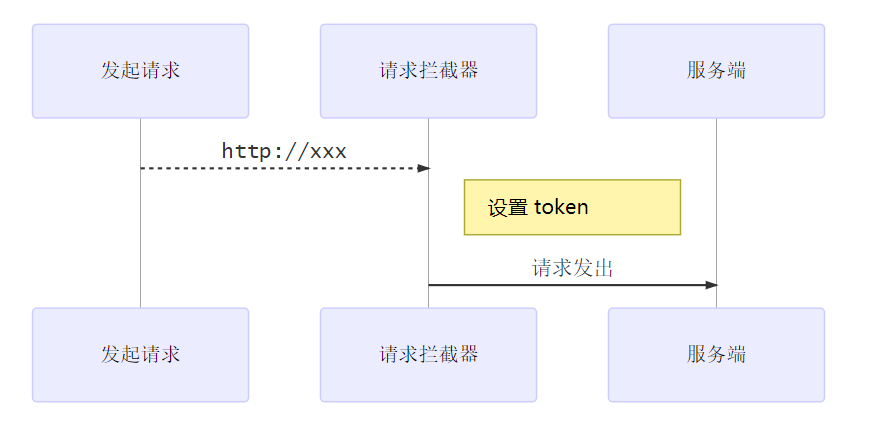 发起请求
请求拦截器
服务端
http://xxx
设置 token
请求发出
发起请求
请求拦截器
服务端